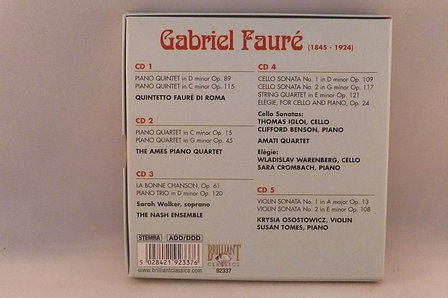 Gabriel Fauré (1845 - 1924)
CD 1
PIANO QUINTET in D minor Op. 89
PIANO QUINTET in C minor Op. 115
QUINTETTO FAURÉ DI ROMA
CD 2
PIANO QUARTET in C minor Op. 15
PIANO QUARTET in G minor Op. 45
THE AMES PIANO QUARTET
CD 3
LA BONNE CHANSON, Op. 61
PIANO TRIO in D minor Op. 120
Sarah Walker, soprano
THE NASH ENSEMBLE
CD 4
CELLO SONATA No. 1 in D minor Op. 109
CELLO SONATA No. 2 in G minor Op. 117
STRING QUARTET in E minor Op. 121
ELÉGIE, FOR CELLO AND PIANO, Op. 24
Cello Sonatas:
THOMAS IGLOI, CELLO
CLIFFORD BENSON, PIANO
AMATI QUARTET
Elégie:
WLADISLAV WARENBERG, CELLO
SARA CROMBACH, PIANO
CD 5
VIOLIN SONATA No. 1 in A major Op. 13
VIOLIN SONATA No. 2 in E minor Op. 108
KRYSIA OSOSTOWICZ, VIOLIN
SUSAN TOMES, PIANO
STEMRA ADD/DDD
5 028421 923376
www.brilliantclassics.com
BRILLIANT
CLASSICS
92337